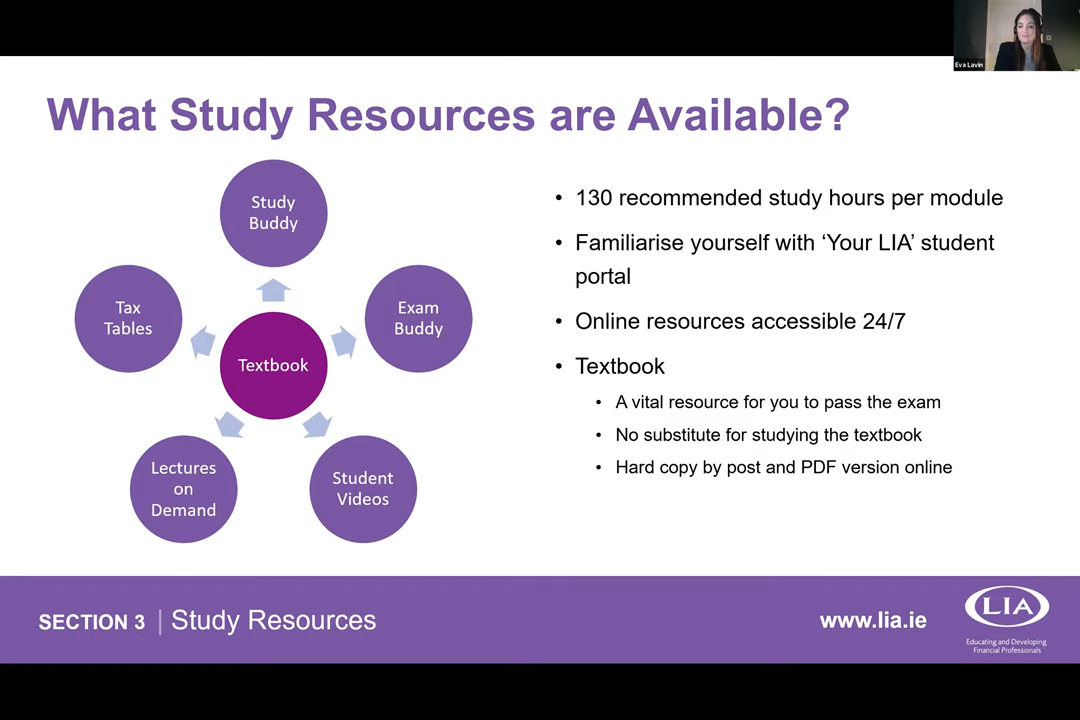 Eva Lavin
What Study Resources are Available?
Study
Buddy
Tax
Tables
Exam
Buddy
Textbook
Lectures
on
Demand
Student
Videos
• 130 recommended study hours per module
• Familiarise yourself with ‘Your LIA’ student
portal
• Online resources accessible 24/7
• Textbook
• A vital resource for you to pass the exam
• No substitute for studying the textbook
• Hard copy by post and PDF version online
SECTION 3 | Study Resources
www.lia.ie
LIA
Educating and Developing
Financial Professionals